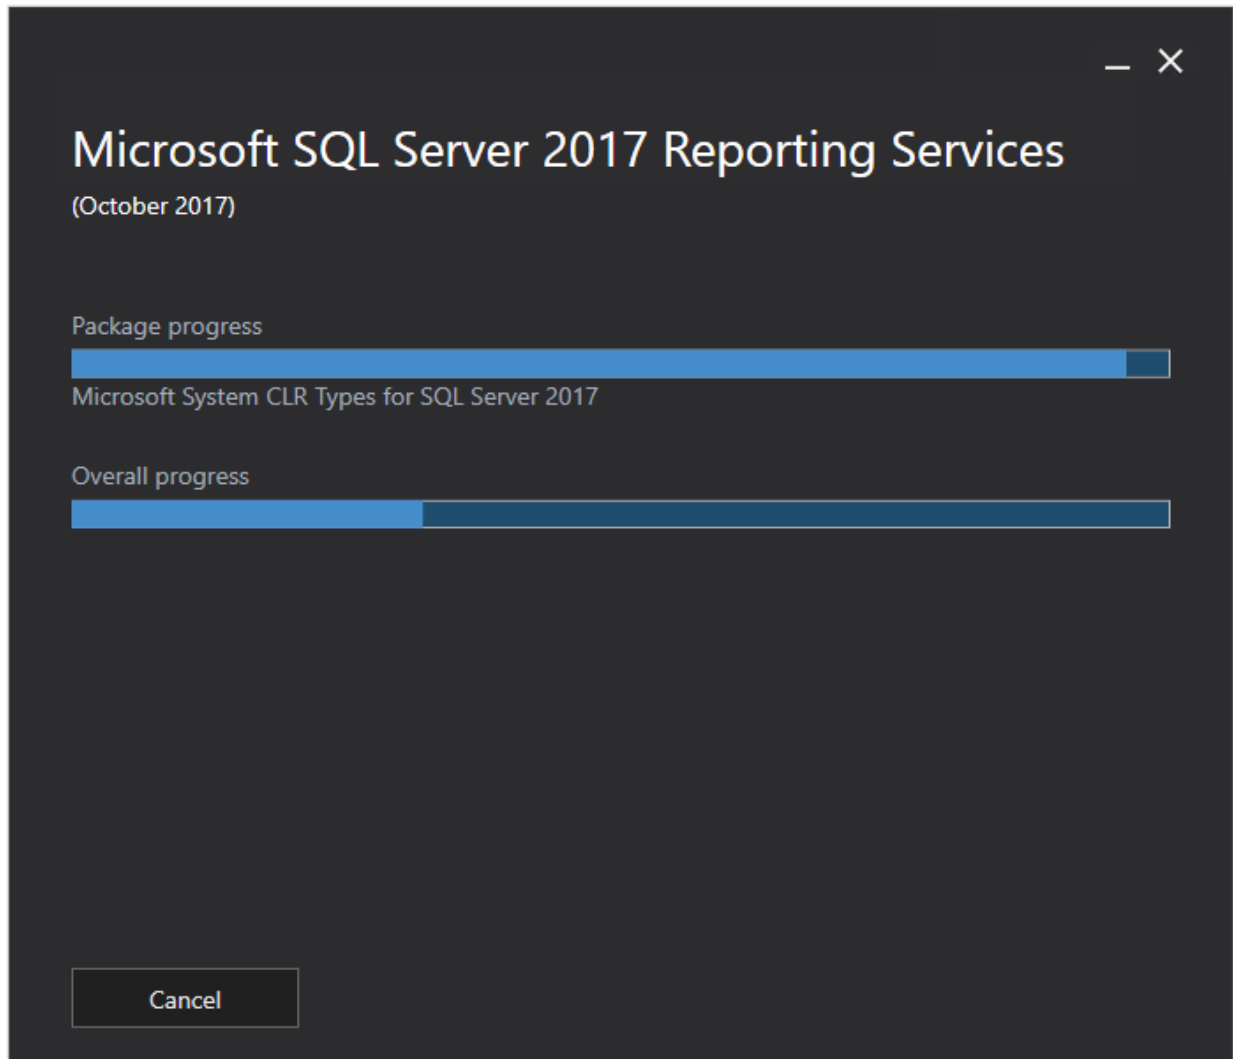 Microsoft SQL Server 2017 Reporting Services
(October 2017)
Package progress
Microsoft System CLR Types for SQL Server 2017
Overall progress
Cancel